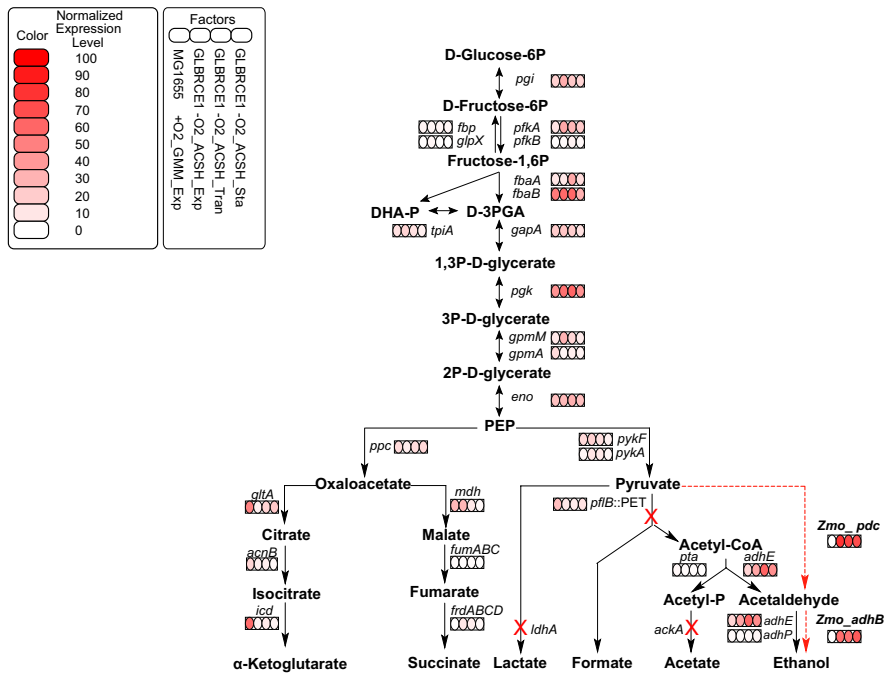 Color
Normalized
Expression
Level
100
90
80
70
60
50
40
30
20
10
0
Factors
MG1655 +O2_GMM_Exp
GLBRCE1 -O2_ACSH_Exp
GLBRCE1 -O2_ACSH_Tran
GLBRCE1 -O2_ACSH_Sta
D-Glucose-6P
pgi
D-Fructose-6P
fbp
pfkA
glpX
pfkB
Fructose-1,6P
fbaA
fbaB
DHA-P
D-3PGA
tpiA
gapA
1,3P-D-glycerate
pgk
3P-D-glycerate
gpmM
gpmA
2P-D-glycerate
eno
PEP
ppc
pykF
pykA
Oxaloacetate
Pyruvate
gltA
mdh
pflB::PET
Citrate
Malate
Acetyl-CoA
Zmo_ pdc
acnB
fumABC
pta
adhE
Isocitrate
Fumarate
Acetyl-P
Acetaldehyde
icd
frdABCD
ldhA
ackA
adhE
adhP
Zmo_adhB
α-Ketoglutarate
Succinate
Lactate
Formate
Acetate
Ethanol